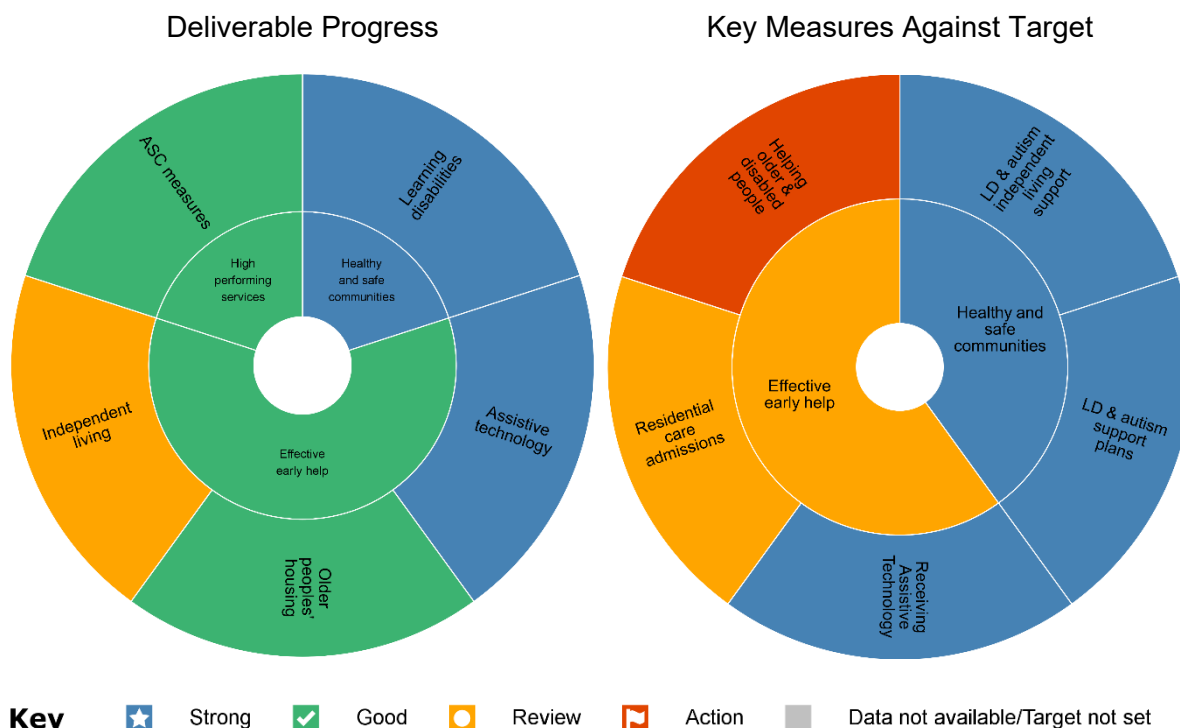 Deliverable Progress
Key Measures Against Target
ASC measures
Learning
disabilities
High
performing
services
Healthy
and safe
communities
Independent
living
Effective
early help
Assistive
technology
Older
peoples'
housing
Helping
older &
disabled
people
LD & autism
independent
living
support
Healthy and
safe
communities
Effective
early help
Residential
care
admissions
LD & autism
support
plans
Receiving
Assistive
Technology
Key
Strong
Good
Review
Action
Data not available/Target not set